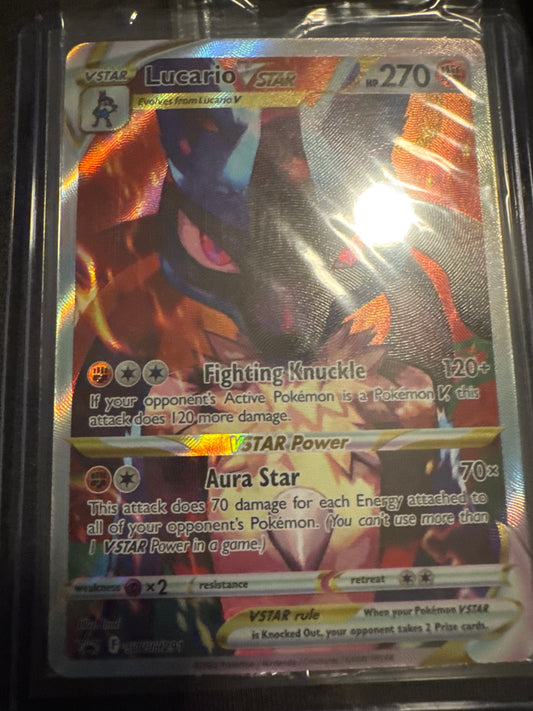 VSTAR Lucario VSTAR HP 270
Evolves from Lucario V
Fighting Knuckle 120+
If your opponent's Active Pokémon is a Pokémon V, this
attack does 120 more damage.
VSTAR Power
Aura Star 70×
This attack does 70 damage for each Energy attached to
all of your opponent's Pokémon. (You can't use more than
1 VSTAR Power in a game.)
weakness ×2 resistance retreat
VSTAR rule When your Pokémon VSTAR
is Knocked Out, your opponent takes 2 Prize cards.